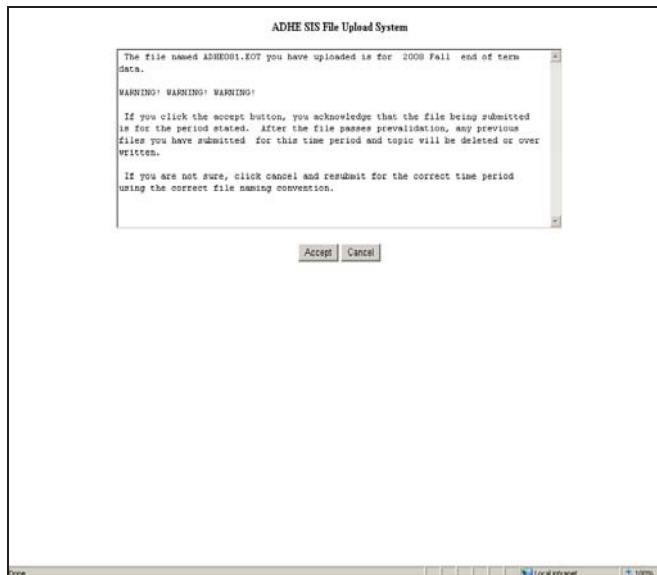 ADHE SIS File Upload System
The file named ADHE081.EOT you have uploaded is for 2008 Fall end of term
data.
WARNING! WARNING! WARNING!
If you click the accept button, you acknowledge that the file being submitted
is for the period stated. After the file passes prevalidation, any previous
files you have submitted for this time period and topic will be deleted or over
written.
If you are not sure, click cancel and resubmit for the correct time period
using the correct file naming convention.
Accept Cancel
Done Local intranet 100%